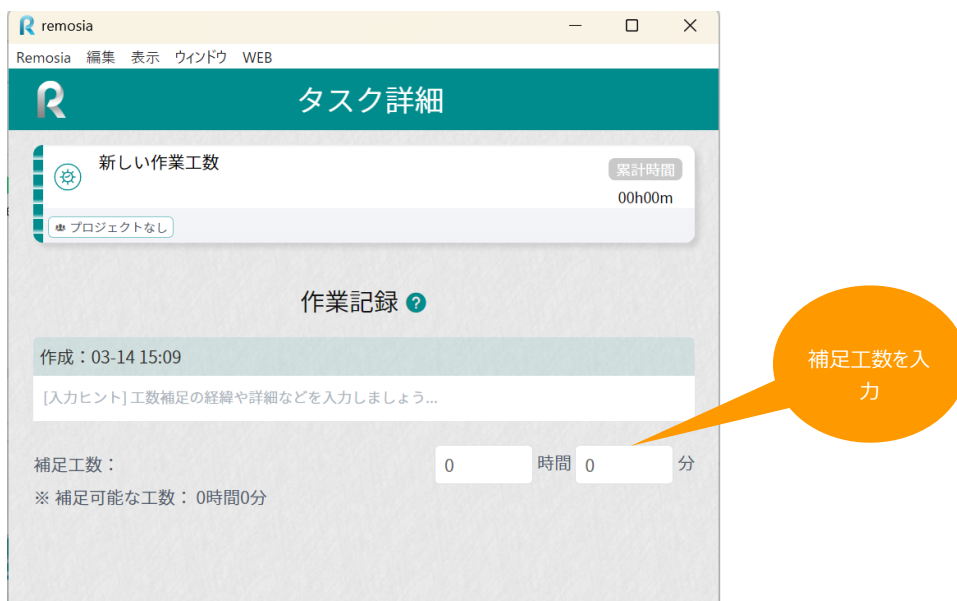 remosia
Remosia 編集 表示 ウィンドウ WEB
タスク詳細
新しい作業工数
累計時間
00h00m
プロジェクトなし
作業記録 ?
作成：03-14 15:09
[入力ヒント] 工数補足の経緯や詳細などを入力しましょう...
補足工数を入
力
補足工数： 0 時間 0 分
※ 補足可能な工数： 0時間0分